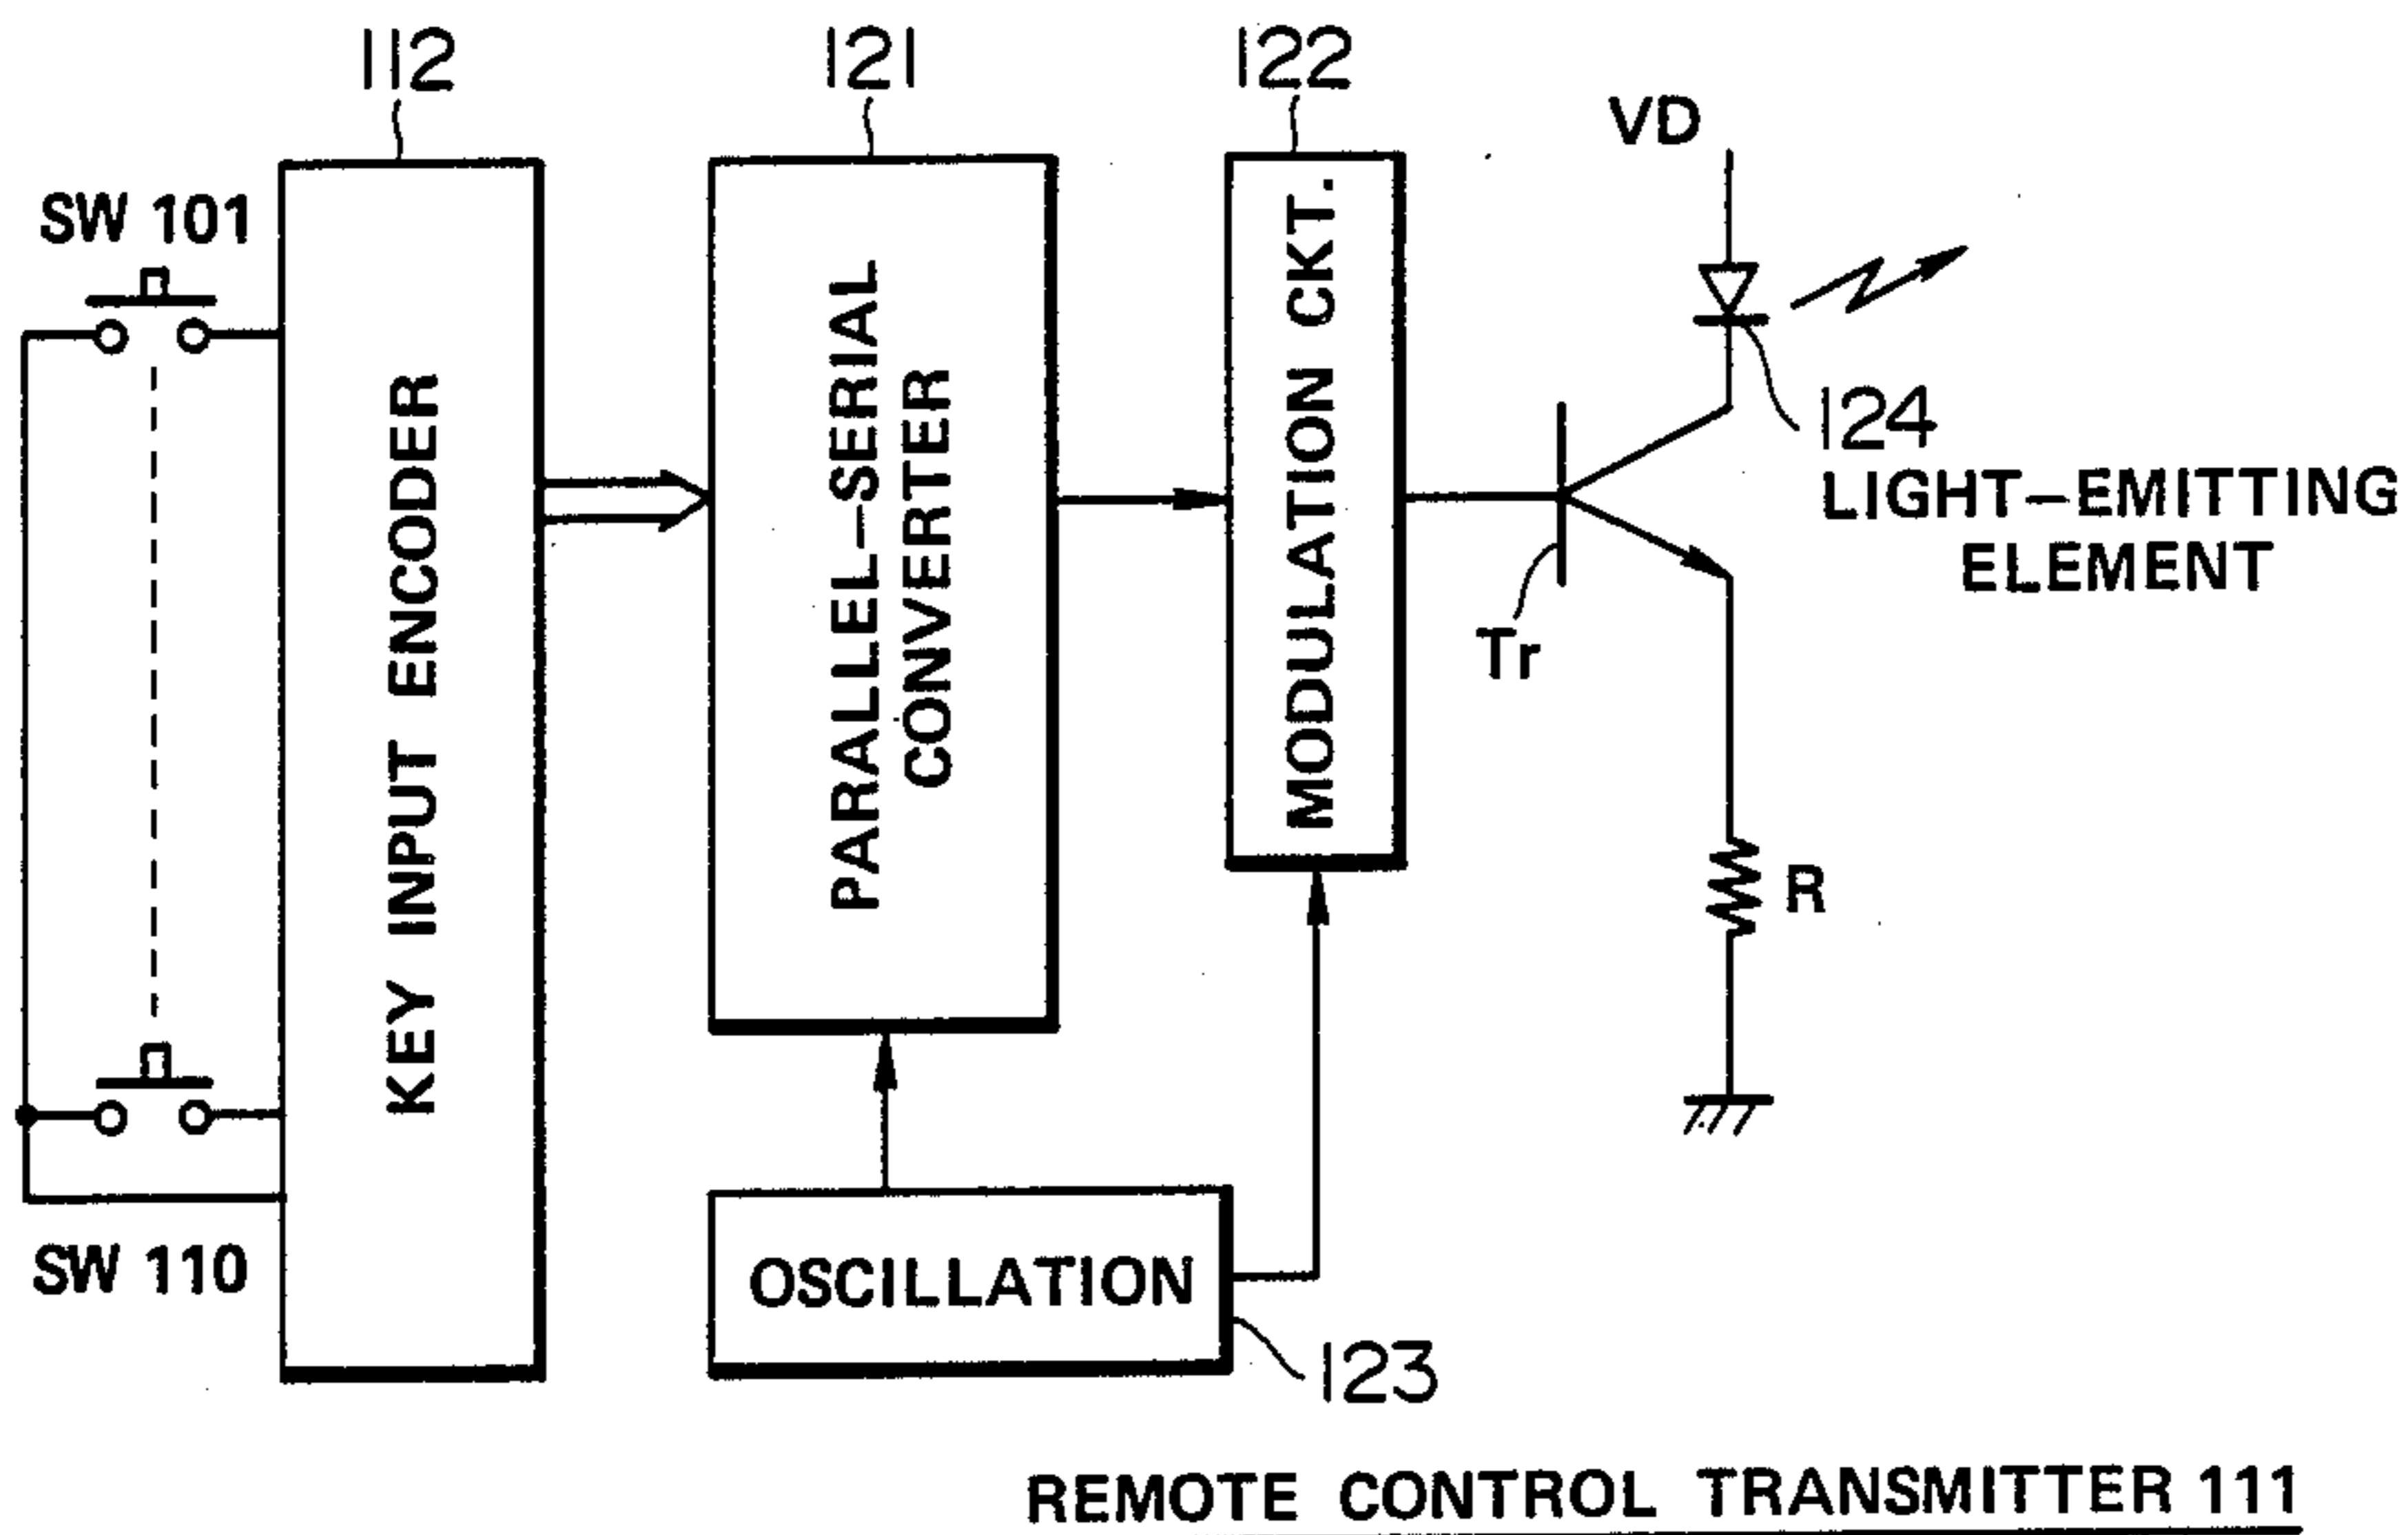 112
121
122
VD
SW 101
KEY INPUT ENCODER
PARALLEL-SERIAL
CONVERTER
MODULATION CKT.
124
LIGHT-EMITTING
ELEMENT
Tr
R
SW 110
OSCILLATION
123
REMOTE CONTROL TRANSMITTER 111